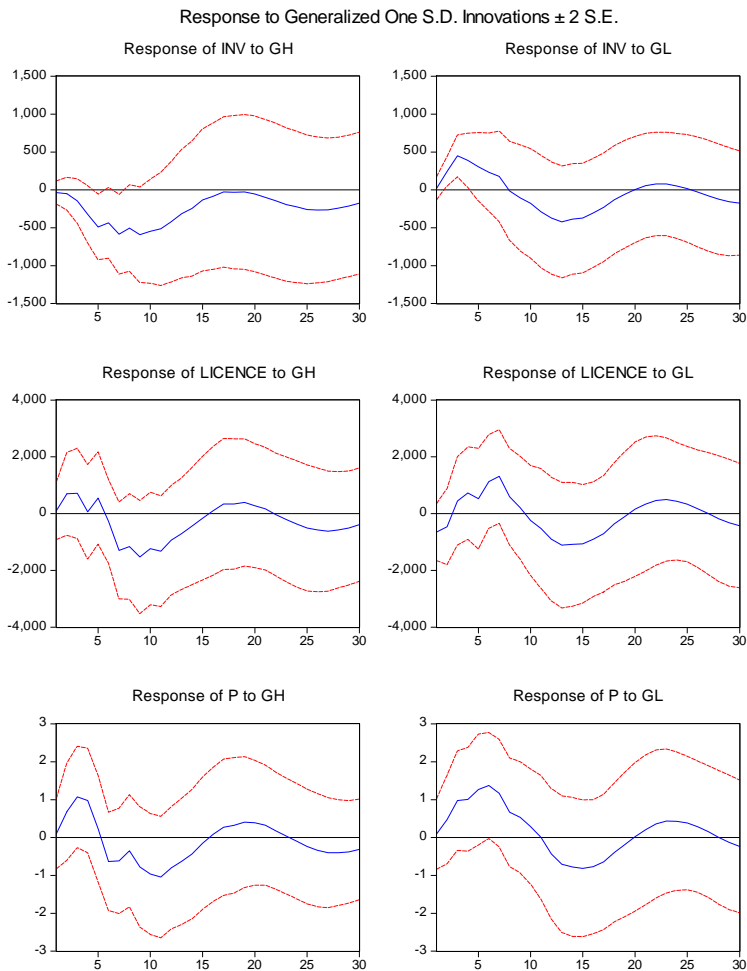 Response to Generalized One S.D. Innovations ± 2 S.E.
Response of INV to GH
1,500
1,000
500
0
-500
-1,000
-1,500
5 10 15 20 25 30
Response of INV to GL
1,500
1,000
500
0
-500
-1,000
-1,500
5 10 15 20 25 30
Response of LICENCE to GH
4,000
2,000
0
-2,000
-4,000
5 10 15 20 25 30
Response of LICENCE to GL
4,000
2,000
0
-2,000
-4,000
5 10 15 20 25 30
Response of P to GH
3
2
1
0
-1
-2
-3
5 10 15 20 25 30
Response of P to GL
3
2
1
0
-1
-2
-3
5 10 15 20 25 30